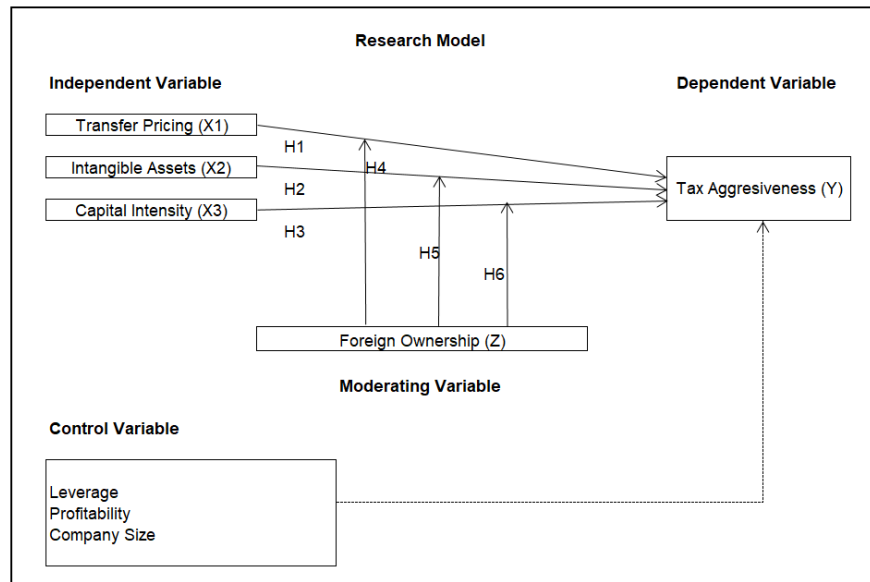 Research Model
Independent Variable
Dependent Variable
Transfer Pricing (X1)
H1
H4
Intangible Assets (X2)
H2
Tax Aggresiveness (Y)
Capital Intensity (X3)
H3
H5
H6
Foreign Ownership (Z)
Moderating Variable
Control Variable
Leverage
Profitability
Company Size